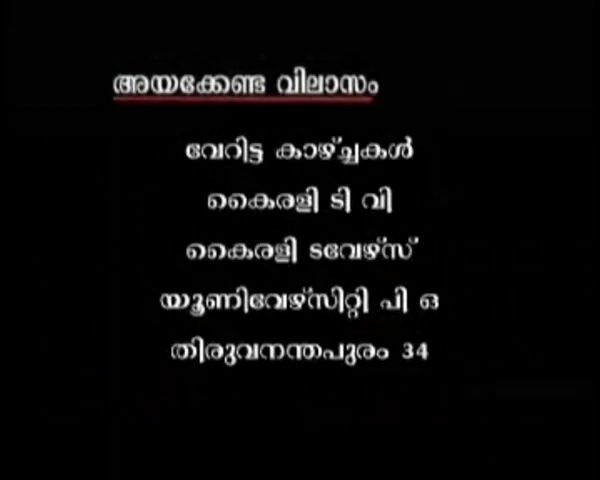 അയക്കേണ്ട വിലാസം
വേറിട്ട കാഴ്ച്ചകൾ
കൈരളി ടി വി
കൈരളി ടവേഴ്സ്
യൂണിവേഴ്സിറ്റി പി ഒ
തിരുവനന്തപുരം 34